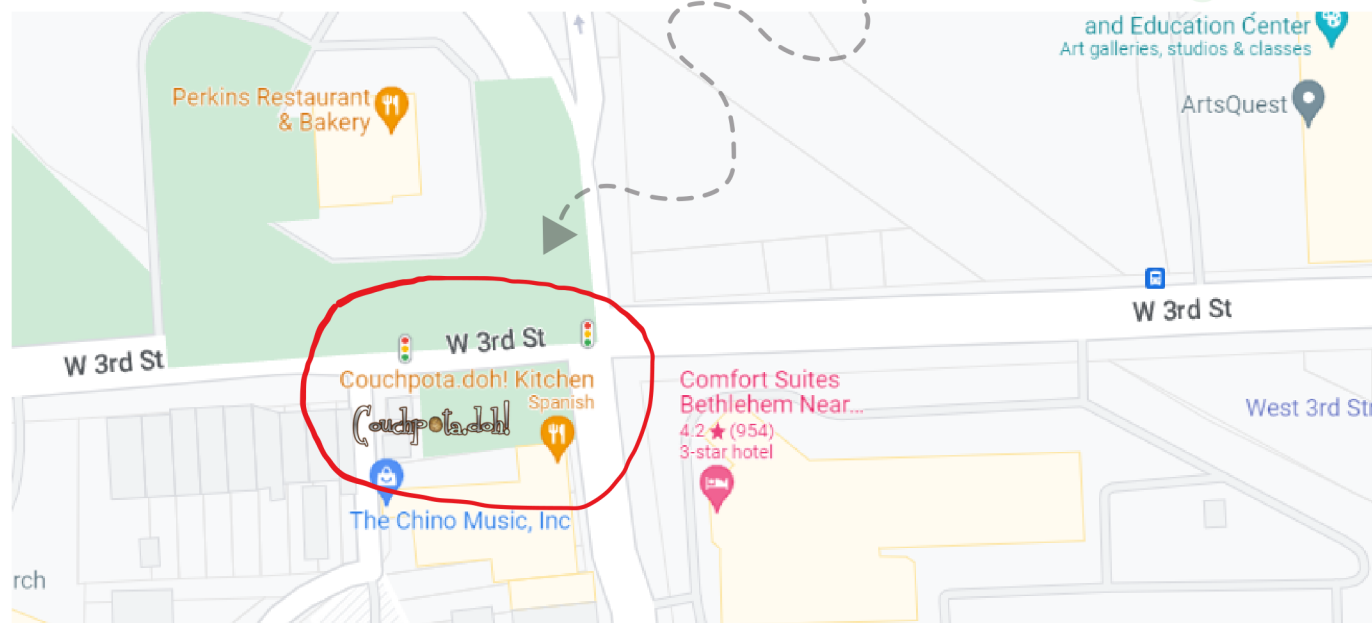 and Education Center
Art galleries, studios & classes
Perkins Restaurant
& Bakery
ArtsQuest
W 3rd St
W 3rd St
W 3rd St
Couchpota.doh! Kitchen
Spanish
Couchpota.doh!
Comfort Suites
Bethlehem Near...
4.2 ★ (954)
3-star hotel
West 3rd Str
The Chino Music, Inc
rch